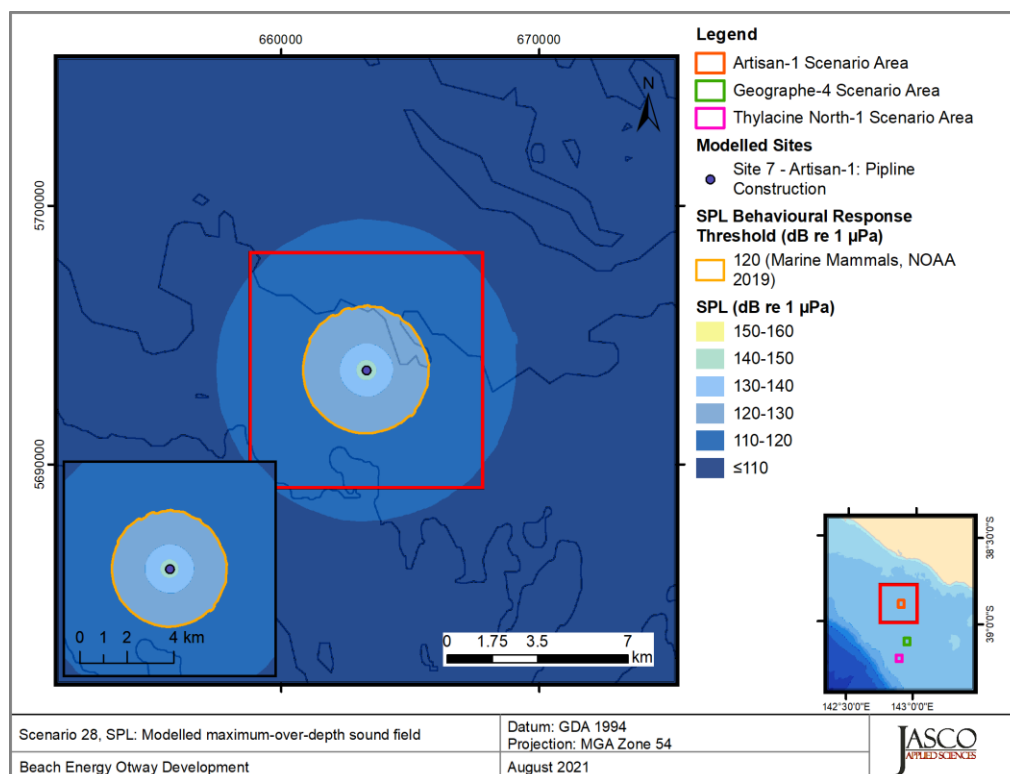 660000
670000
5700000
5690000
N
0 1 2 4 km
0 1.75 3.5 7
km
Legend
Artisan-1 Scenario Area
Geographe-4 Scenario Area
Thylacine North-1 Scenario Area
Modelled Sites
Site 7 - Artisan-1: Pipline
Construction
SPL Behavioural Response
Threshold (dB re 1 µPa)
120 (Marine Mammals, NOAA
2019)
SPL (dB re 1 µPa)
150-160
140-150
130-140
120-130
110-120
≤110
38°30'0"S
39°0'0"S
142°30'0"E
143°0'0"E
Scenario 28, SPL: Modelled maximum-over-depth sound field
Beach Energy Otway Development
Datum: GDA 1994
Projection: MGA Zone 54
August 2021
JASCO
APPLIED SCIENCES